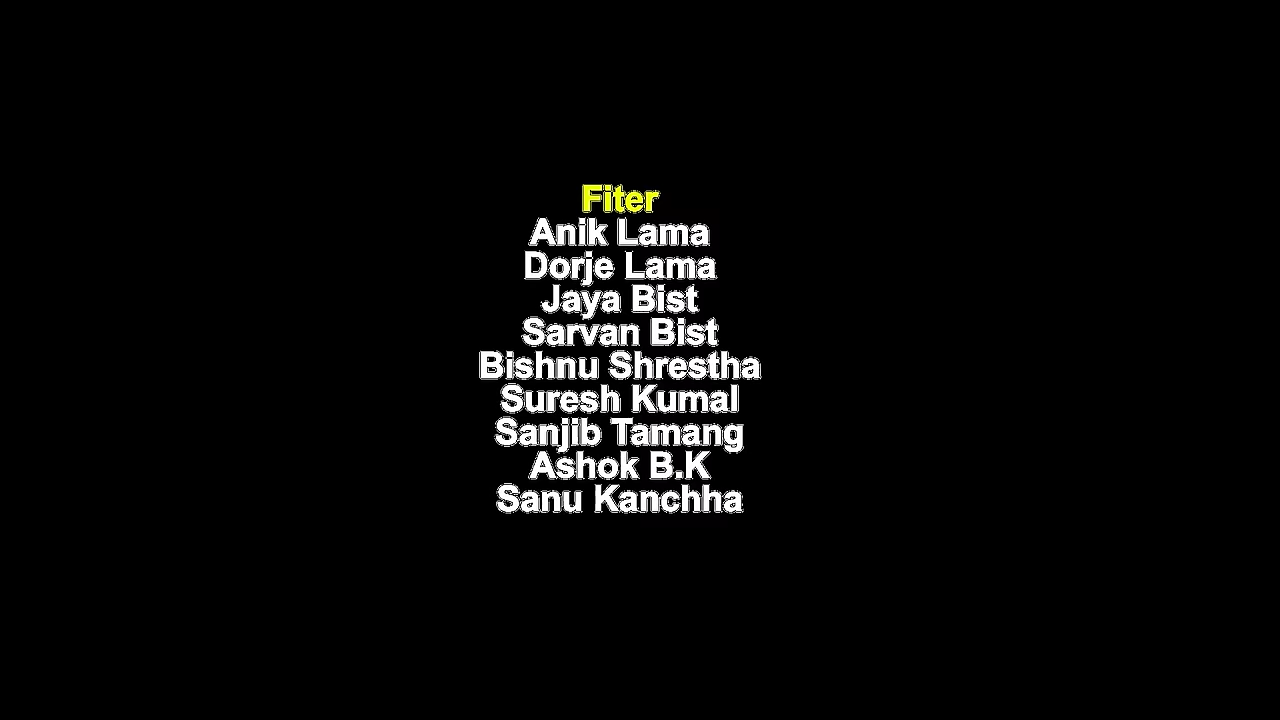 Fiter
Anik Lama
Dorje Lama
Jaya Bist
Sarvan Bist
Bishnu Shrestha
Suresh Kumal
Sanjib Tamang
Ashok B.K
Sanu Kanchha